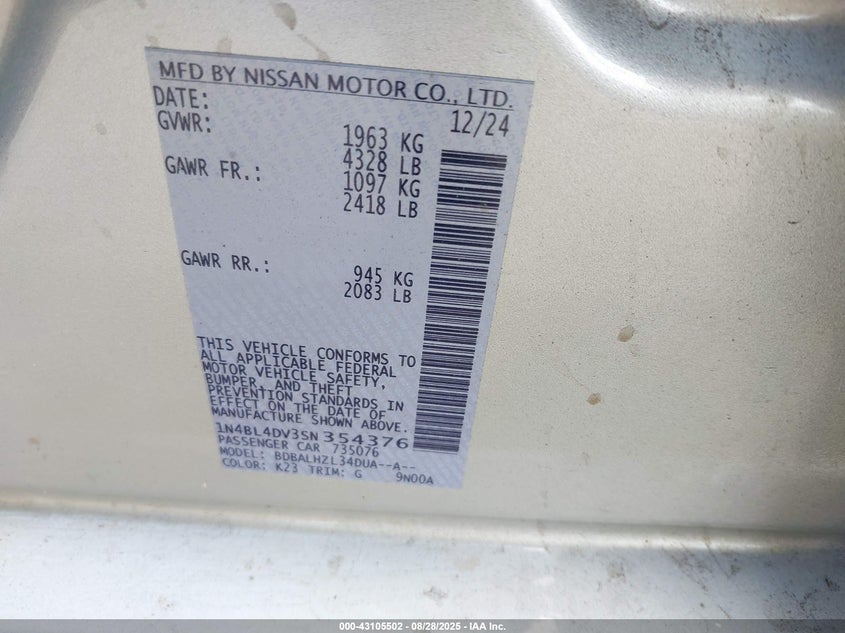 MFD BY NISSAN MOTOR CO., LTD.
DATE: 12/24
GVWR: 1963 KG
4328 LB
GAWR FR.: 1097 KG
2418 LB
GAWR RR.: 945 KG
2083 LB
THIS VEHICLE CONFORMS TO
ALL APPLICABLE FEDERAL
MOTOR VEHICLE SAFETY,
BUMPER, AND THEFT
PREVENTION STANDARDS IN
EFFECT ON THE DATE OF
MANUFACTURE SHOWN ABOVE.
1N4BL4DV3SN354376
PASSENGER CAR 735076
MODEL: BDBALHZL34DUA--A--
COLOR: K23 TRIM: G 9N00A
000-43105502 - 08/28/2025 - IAA Inc.